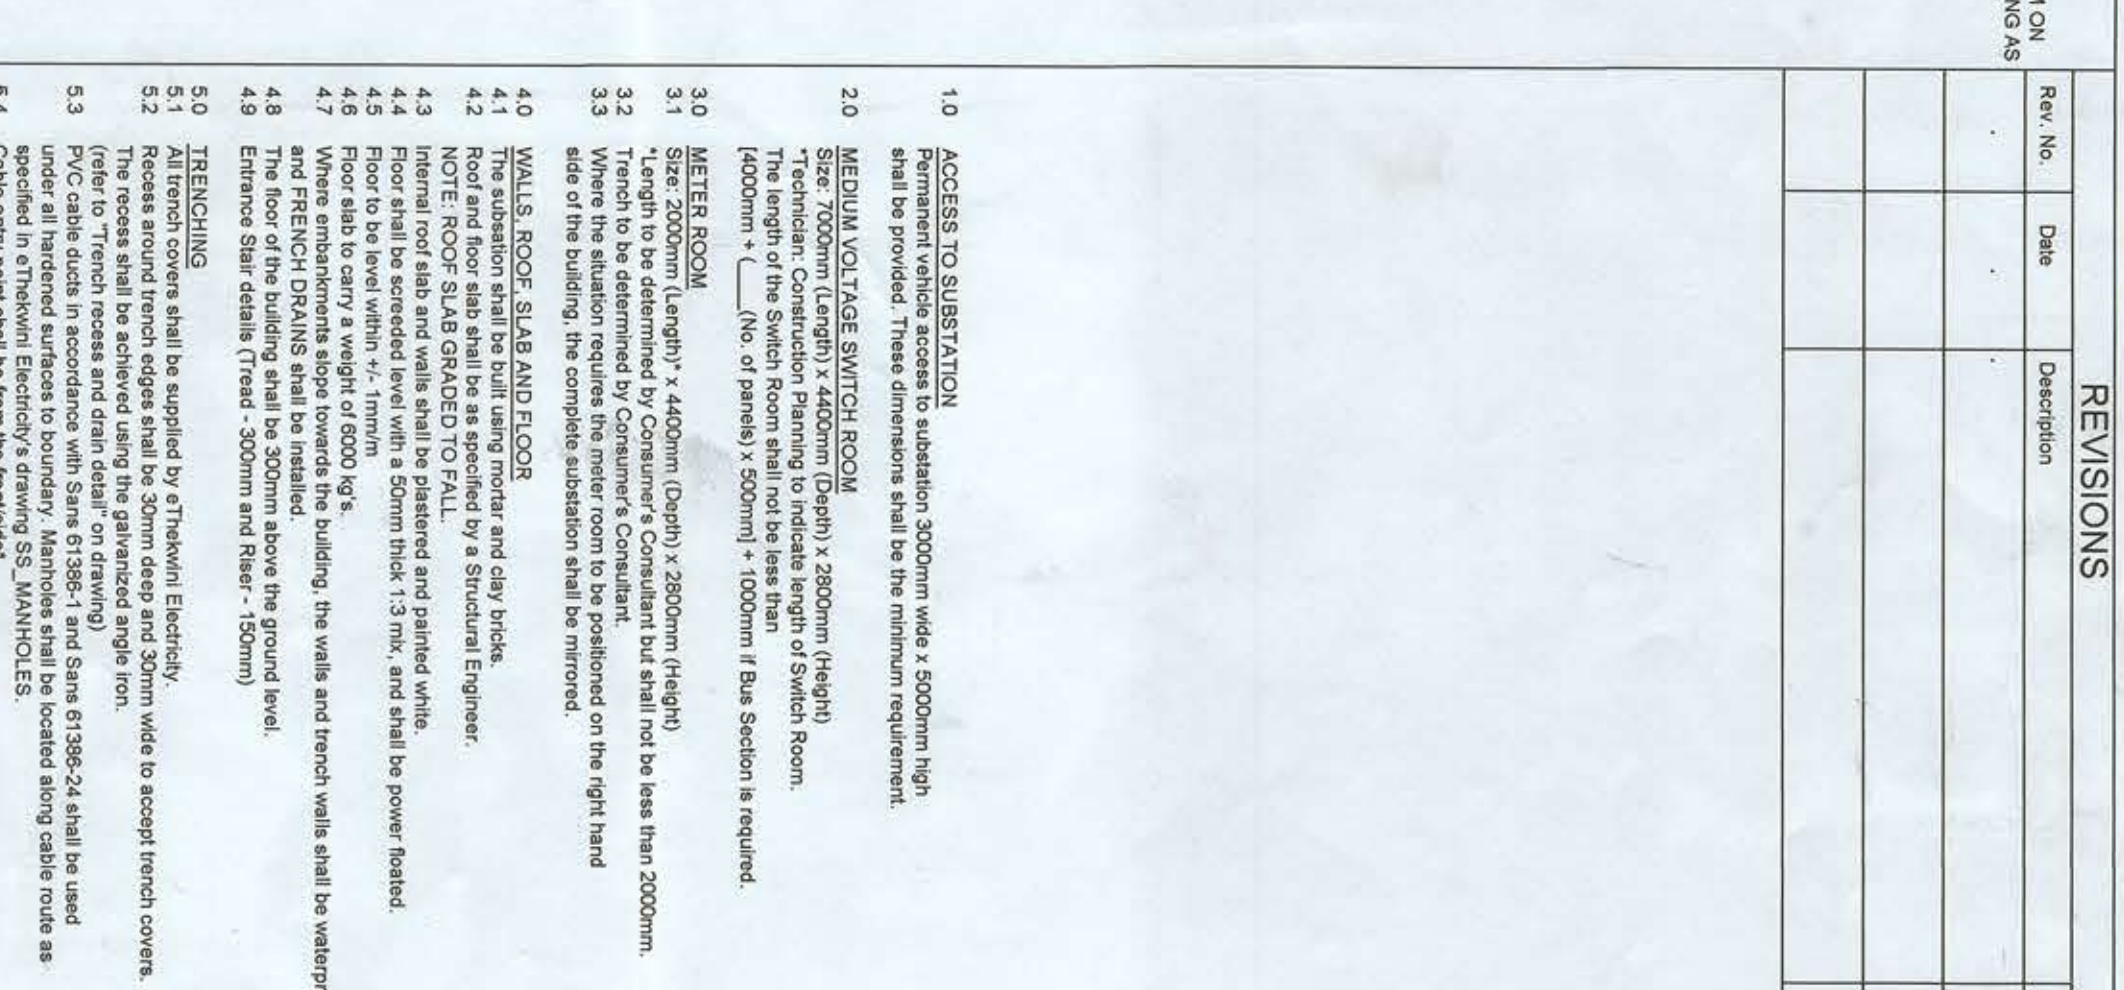 REVISIONS
Rev. No. Date Description
ON
NG AS
1.0 ACCESS TO SUBSTATION
Permanent vehicle access to substation 3000mm wide x 5000mm high
shall be provided. These dimensions shall be the minimum requirement.
2.0 MEDIUM VOLTAGE SWITCH ROOM
Size: 7000mm (Length) x 4400mm (Depth) x 2800mm (Height)
*Technician: Construction Planning to indicate length of Switch Room.
The length of the Switch Room shall not be less than
[4000mm + (___(No. of panels) x 500mm] + 1000mm if Bus Section is required.
3.0 METER ROOM
3.1 Size: 2000mm (Length)* x 4400mm (Depth) x 2800mm (Height)
*Length to be determined by Consumer's Consultant but shall not be less than 2000mm.
3.2 Trench to be determined by Consumer's Consultant.
3.3 Where the situation requires the meter room to be positioned on the right hand
side of the building, the complete substation shall be mirrored.
4.0 WALLS, ROOF, SLAB AND FLOOR
4.1 The subsation shall be built using mortar and clay bricks.
4.2 Roof and floor slab shall be as specified by a Structural Engineer.
NOTE: ROOF SLAB GRADED TO FALL.
4.3 Internal roof slab and walls shall be plastered and painted white.
4.4 Floor shall be screeded level with a 50mm thick 1:3 mix, and shall be power floated.
4.5 Floor to be level within +/- 1mm/m
4.6 Floor slab to carry a weight of 6000 kg's.
4.7 Where embankments slope towards the building, the walls and trench walls shall be waterpr
and FRENCH DRAINS shall be installed.
4.8 The floor of the building shall be 300mm above the ground level.
4.9 Entrance Stair details (Tread - 300mm and Riser - 150mm)
5.0 TRENCHING
5.1 All trench covers shall be supplied by eThekwini Electricity.
5.2 Recess around trench edges shall be 30mm deep and 30mm wide to accept trench covers.
The recess shall be achieved using the galvanized angle iron.
(refer to "Trench recess and drain detail" on drawing)
5.3 PVC cable ducts in accordance with Sans 61386-1 and Sans 61386-24 shall be used
under all hardened surfaces to boundary. Manholes shall be located along cable route as
specified in eThekwini Electricity's drawing SS_MANHOLES.
5.4 Cable entry point shall be from the